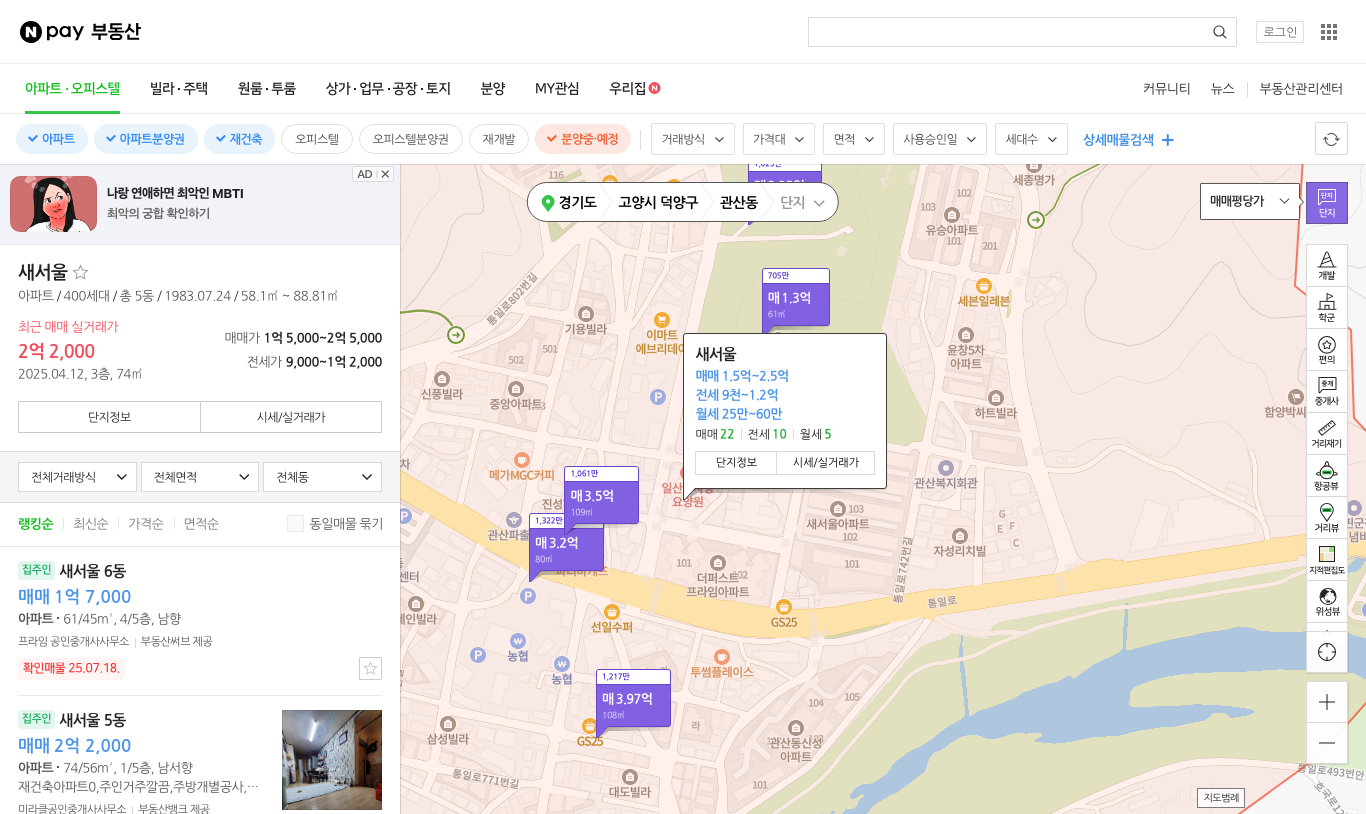 N pay 부동산
로그인
아파트·오피스텔 빌라·주택 원룸·투룸 상가·업무·공장·토지 분양 MY관심 우리집 N
커뮤니티 뉴스 부동산관리센터
아파트 아파트분양권 재건축 오피스텔 오피스텔분양권 재개발 분양중·예정
거래방식 가격대 면적 사용승인일 세대수 상세매물검색
나랑 연애하면 최악인 MBTI
최악의 궁합 확인하기
AD
새서울
아파트 / 400세대 / 총 5동 / 1983.07.24 / 58.1㎡ ~ 88.81㎡
최근 매매 실거래가
2억 2,000
2025.04.12, 3층, 74㎡
매매가 1억 5,000~2억 5,000
전세가 9,000~1억 2,000
단지정보 시세/실거래가
전체거래방식 전체면적 전체동
랭킹순 최신순 가격순 면적순 동일매물 묶기
집주인 새서울 6동
매매 1억 7,000
아파트 · 61/45㎡, 4/5층, 남향
프라임 공인중개사사무소 부동산써브 제공
확인매물 25.07.18.
집주인 새서울 5동
매매 2억 2,000
아파트 · 74/56㎡, 1/5층, 남서향
재건축아파트0,주인거주깔끔,주방개별공사,…
미라클공인중개사사무소 부동산뱅크 제공
경기도 고양시 덕양구 관산동 단지
매매평당가
단지
단지
개발
학군
편의
중개
중개사
거리재기
항공뷰
거리뷰
지적편집도
위성뷰
지도범례
116
세종명가
102
103
유승아파트
101
201
통일로802번길
기용빌라
이마트
에브리데이
세븐일레븐
705만
매 1.3억
61㎡
502
501
신풍빌라
중앙아파트
윤창5차
아파트
하트빌라
함양박씨
새서울
매매 1.5억~2.5억
전세 9천~1.2억
월세 25만~60만
매매 22 전세 10 월세 5
단지정보 시세/실거래가
메가MGC커피
1,061만
매 3.5억
109㎡
1,322만
매 3.2억
80㎡
관산파출
요양원
관산복지회관
새서울아파트
103
102
101
자성리치빌
G
E
F
F
C
통일로742번길
더퍼스트
프라임아파트
101
통일로
선일수퍼
GS25
농협
농협
투썸플레이스
1,217만
매 3.97억
108㎡
GS25
삼성빌라
통일로771번길
대도빌라
라
104
105
관산동신성
아파트
통일로493번안